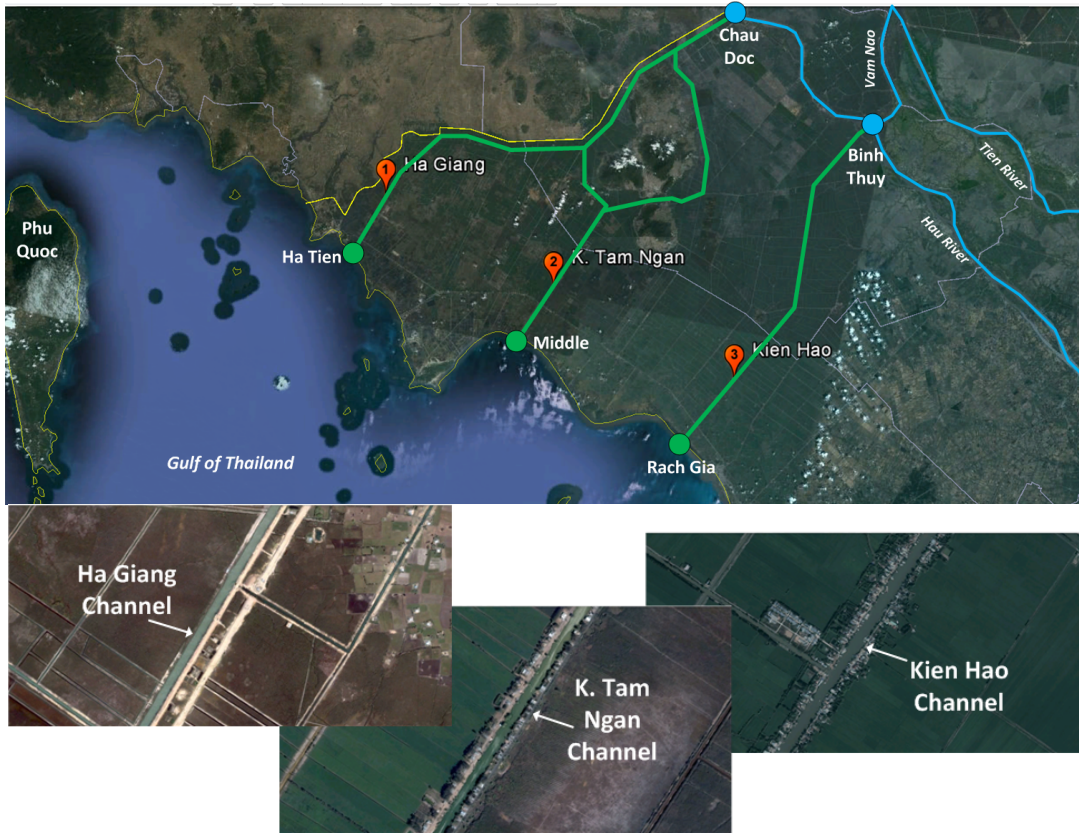 Chau
Doc
Vam Nao
1
Ha Giang
Binh
Thuy
Tien River
Phu
Quoc
Ha Tien
2
K. Tam Ngan
Hau River
Middle
3
Kien Hao
Gulf of Thailand
Rach Gia
Ha Giang
Channel
K. Tam
Ngan
Channel
Kien Hao
Channel